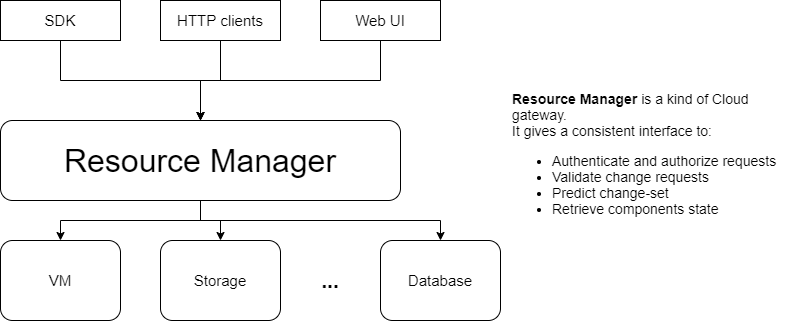 SDK
HTTP clients
Web UI
Resource Manager
VM
Storage
...
Database
Resource Manager is a kind of Cloud
gateway.
It gives a consistent interface to:
• Authenticate and authorize requests
• Validate change requests
• Predict change-set
• Retrieve components state